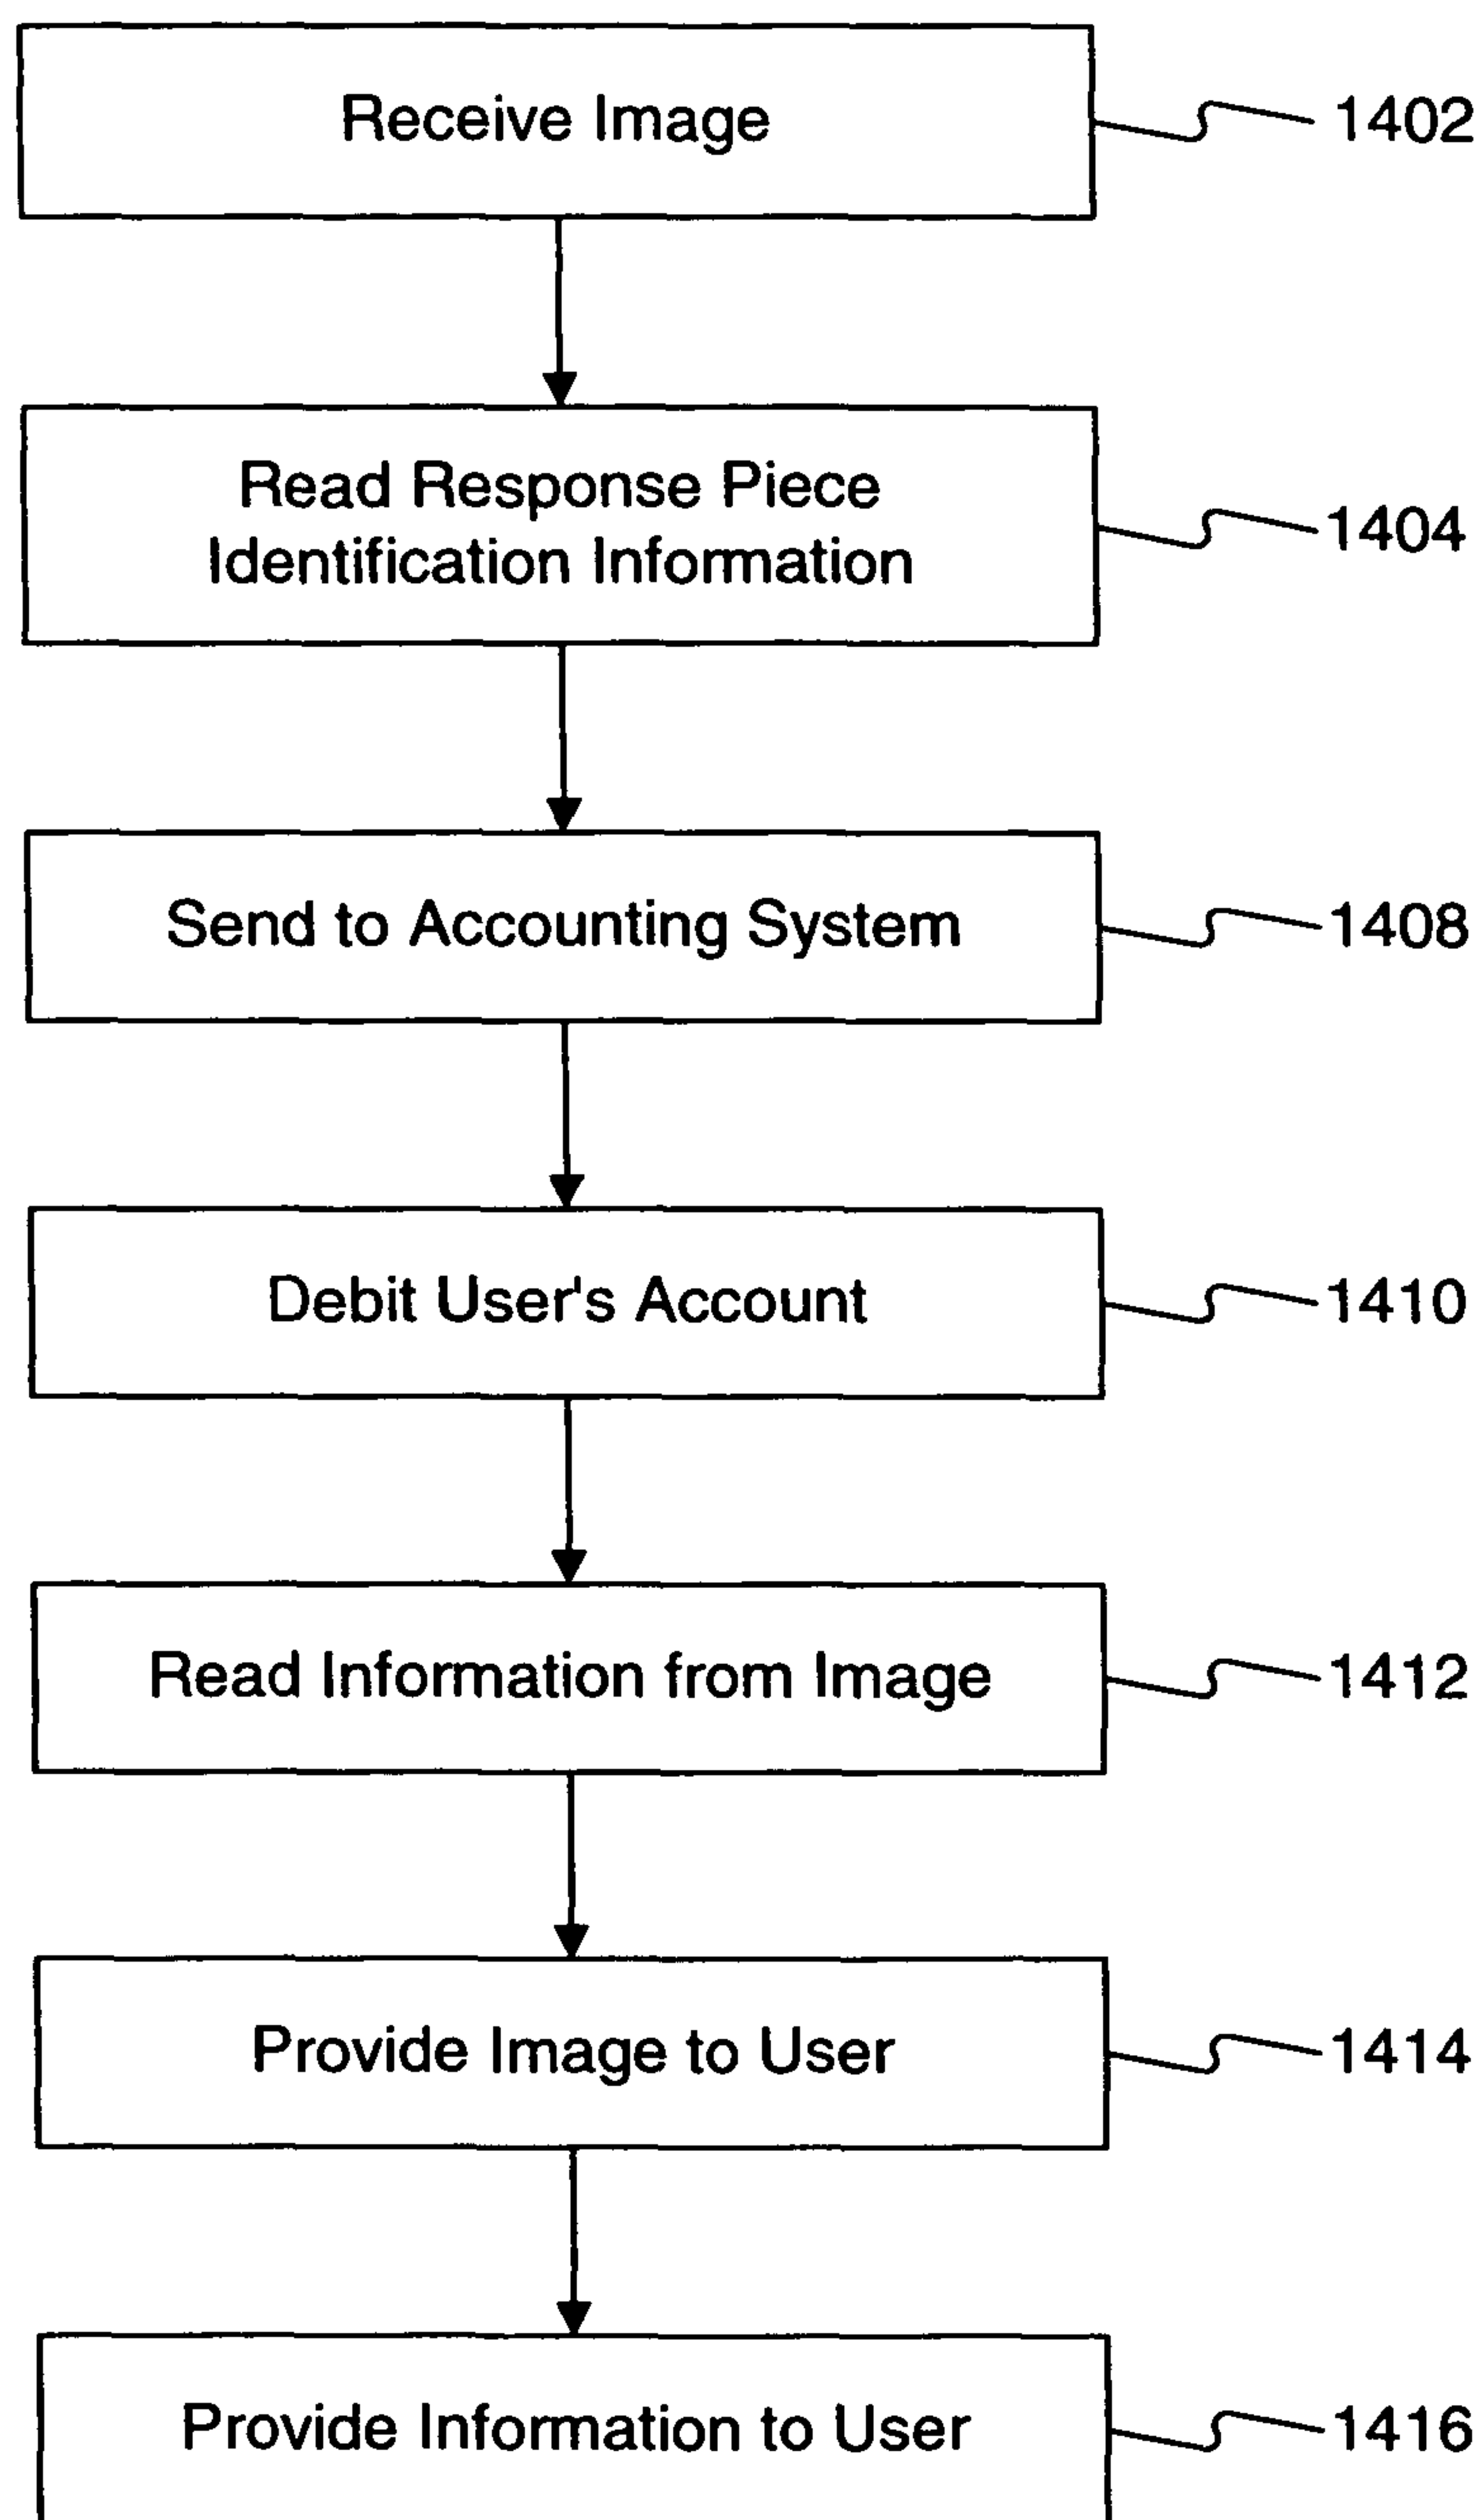 Receive Image
1402
Read Response Piece
Identification Information
1404
Send to Accounting System
1408
Debit User's Account
1410
Read Information from Image
1412
Provide Image to User
1414
Provide Information to User
1416